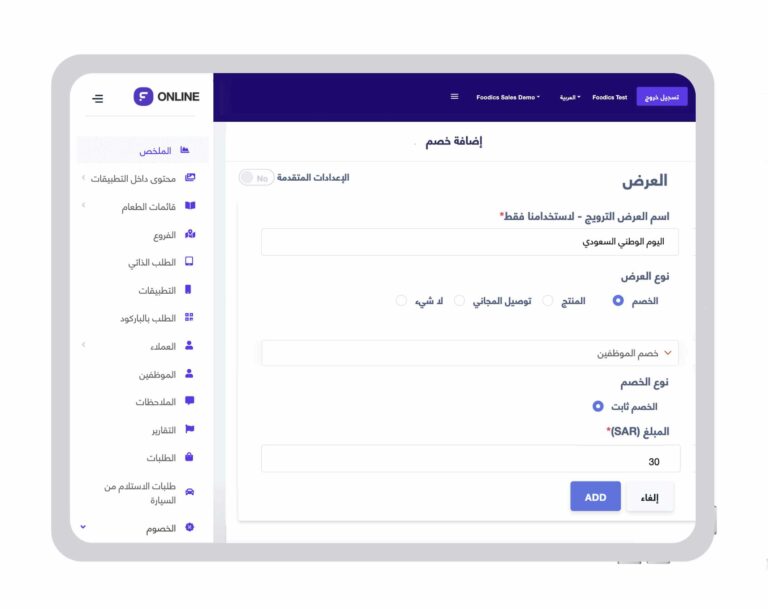 ONLINE
Foodics Sales Demo
العربية
Foodics Test
تسجيل خروج
الملخص
محتوى داخل التطبيقات
قائمات الطعام
الفروع
الطلب الذاتي
التطبيقات
الطلب بالباركود
العملاء
الموظفين
الملاحظات
التقارير
الطلبات
طلبات الاستلام من
السيارة
الخصوم
إضافة خصم
العرض
الإعدادات المتقدمة
No
اسم العرض الترويج - لاستخدامنا فقط*
اليوم الوطني السعودي
نوع العرض
الخصم
المنتج
توصيل المجاني
لا شيء
خصم الموظفين
نوع الخصم
الخصم ثابت
المبلغ (SAR)*
30
إلغاء
ADD